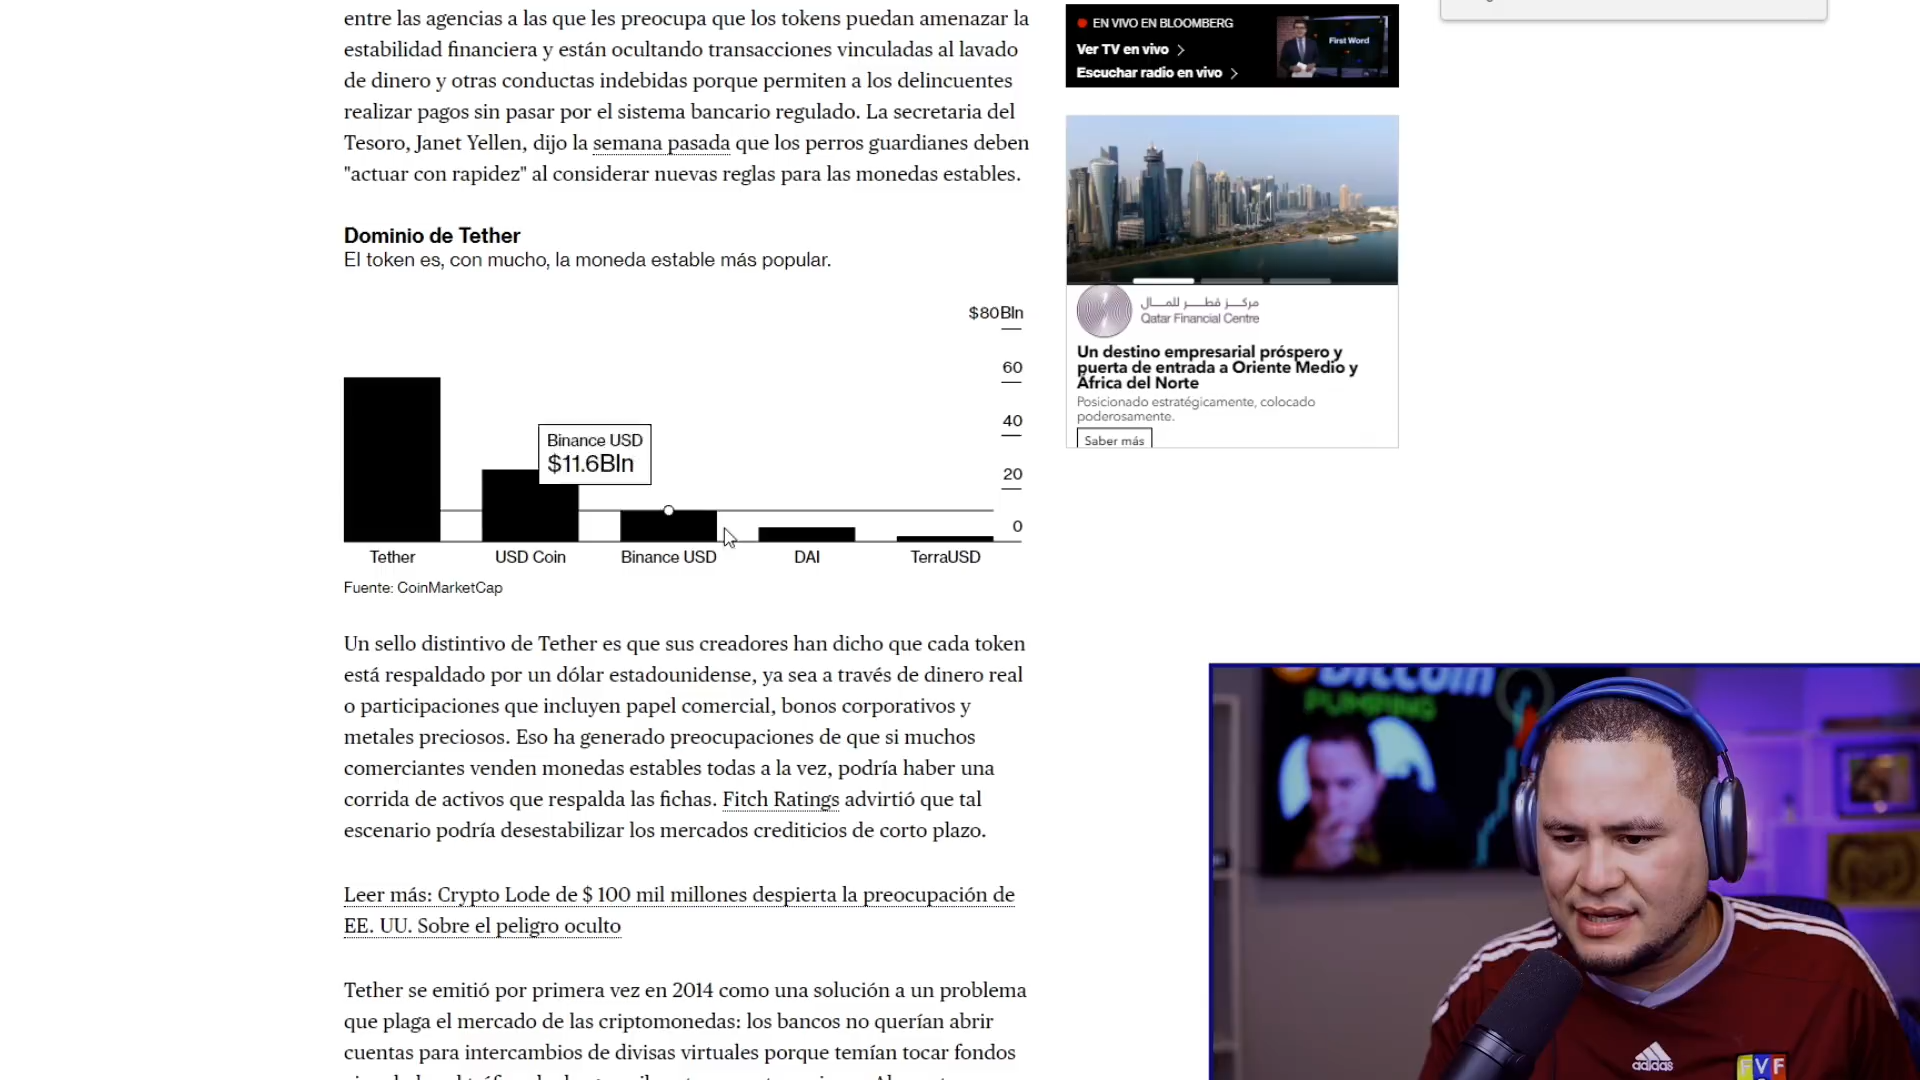 entre las agencias a las que les preocupa que los tokens puedan amenazar la
estabilidad financiera y están ocultando transacciones vinculadas al lavado
de dinero y otras conductas indebidas porque permiten a los delincuentes
realizar pagos sin pasar por el sistema bancario regulado. La secretaria del
Tesoro, Janet Yellen, dijo la semana pasada que los perros guardianes deben
"actuar con rapidez" al considerar nuevas reglas para las monedas estables.
Dominio de Tether
El token es, con mucho, la moneda estable más popular.
$80Bln
60
40
20
0
Binance USD
$11.6Bln
Tether
USD Coin
Binance USD
DAI
TerraUSD
Fuente: CoinMarketCap
Un sello distintivo de Tether es que sus creadores han dicho que cada token
está respaldado por un dólar estadounidense, ya sea a través de dinero real
o participaciones que incluyen papel comercial, bonos corporativos y
metales preciosos. Eso ha generado preocupaciones de que si muchos
comerciantes venden monedas estables todas a la vez, podría haber una
corrida de activos que respalda las fichas. Fitch Ratings advirtió que tal
escenario podría desestabilizar los mercados crediticios de corto plazo.
Leer más: Crypto Lode de $ 100 mil millones despierta la preocupación de
EE. UU. Sobre el peligro oculto
Tether se emitió por primera vez en 2014 como una solución a un problema
que plaga el mercado de las criptomonedas: los bancos no querían abrir
cuentas para intercambios de divisas virtuales porque temían tocar fondos
EN VIVO EN BLOOMBERG
Ver TV en vivo
Escuchar radio en vivo
First Word
مركز قطر للمال
Qatar Financial Centre
Un destino empresarial próspero y
puerta de entrada a Oriente Medio y
África del Norte
Posicionado estratégicamente, colocado
poderosamente.
Saber más
Bitcoin
PUMPING
adidas
FVF